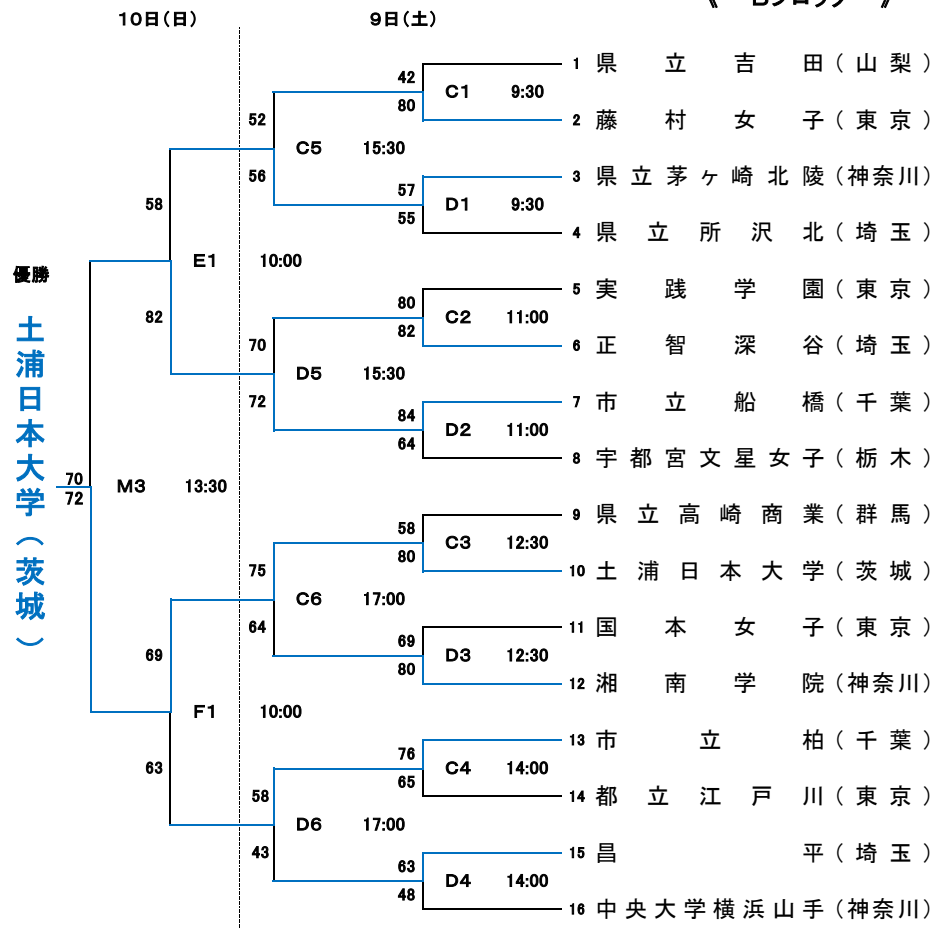 10日(日) 9日(土)
1 県立吉田(山梨)
42
C1 9:30
80
52
2 藤村女子(東京)
C5 15:30
56
3 県立茅ヶ崎北陵(神奈川)
57
D1 9:30
55
58
4 県立所沢北(埼玉)
E1 10:00
優勝
5 実践学園(東京)
80
C2 11:00
82
82
70
6 正智深谷(埼玉)
D5 15:30
72
7 市立船橋(千葉)
84
D2 11:00
64
8 宇都宮文星女子(栃木)
土浦日本大学(茨城)
70
M3 13:30
72
9 県立高崎商業(群馬)
58
C3 12:30
80
75
10 土浦日本大学(茨城)
C6 17:00
64
11 国本女子(東京)
69
D3 12:30
80
69
12 湘南学院(神奈川)
F1 10:00
13 市立柏(千葉)
76
C4 14:00
65
63
58
14 都立江戸川(東京)
D6 17:00
43
15 昌平(埼玉)
63
D4 14:00
48
16 中央大学横浜山手(神奈川)